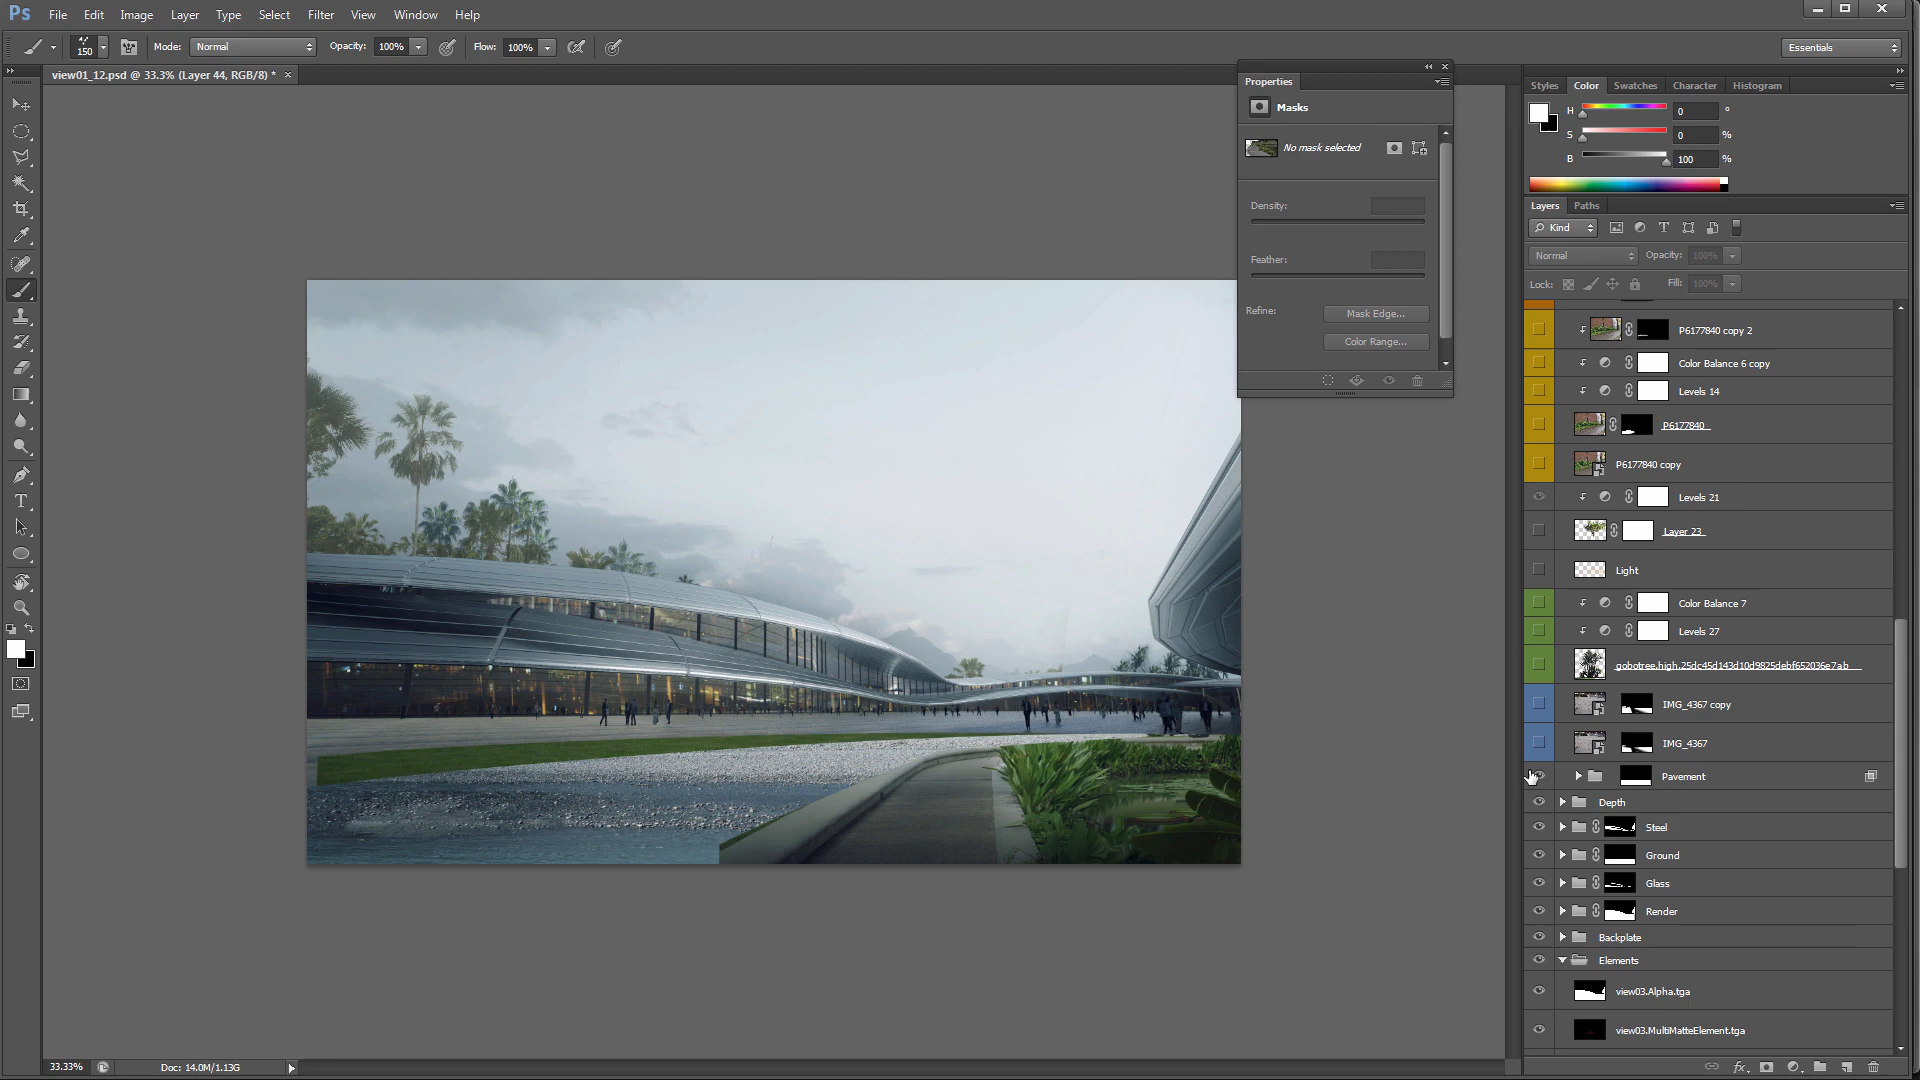 Ps File Edit Image Layer Type Select Filter View Window Help
150 Mode: Normal Opacity: 100% Flow: 100% Essentials
view01_12.psd @ 33.3% (Layer 44, RGB/8) * ×
Properties
Masks
No mask selected
Density:
Feather:
Refine: Mask Edge...
Color Range...
Styles Color Swatches Character Histogram
H 0 °
S 0 %
B 100 %
Layers Paths
Kind
Normal Opacity: 100%
Lock: Fill: 100%
P6177840 copy 2
Color Balance 6 copy
Levels 14
P6177840
P6177840 copy
Levels 21
Layer 23
Light
Color Balance 7
Levels 27
gobotree.high.25dc45d143d10d9825debf652036e7ab
IMG_4367 copy
IMG_4367
Pavement
Depth
Steel
Ground
Glass
Render
Backplate
Elements
view03.Alpha.tga
view03.MultiMatteElement.tga
33.33% Doc: 14.0M/1.13G